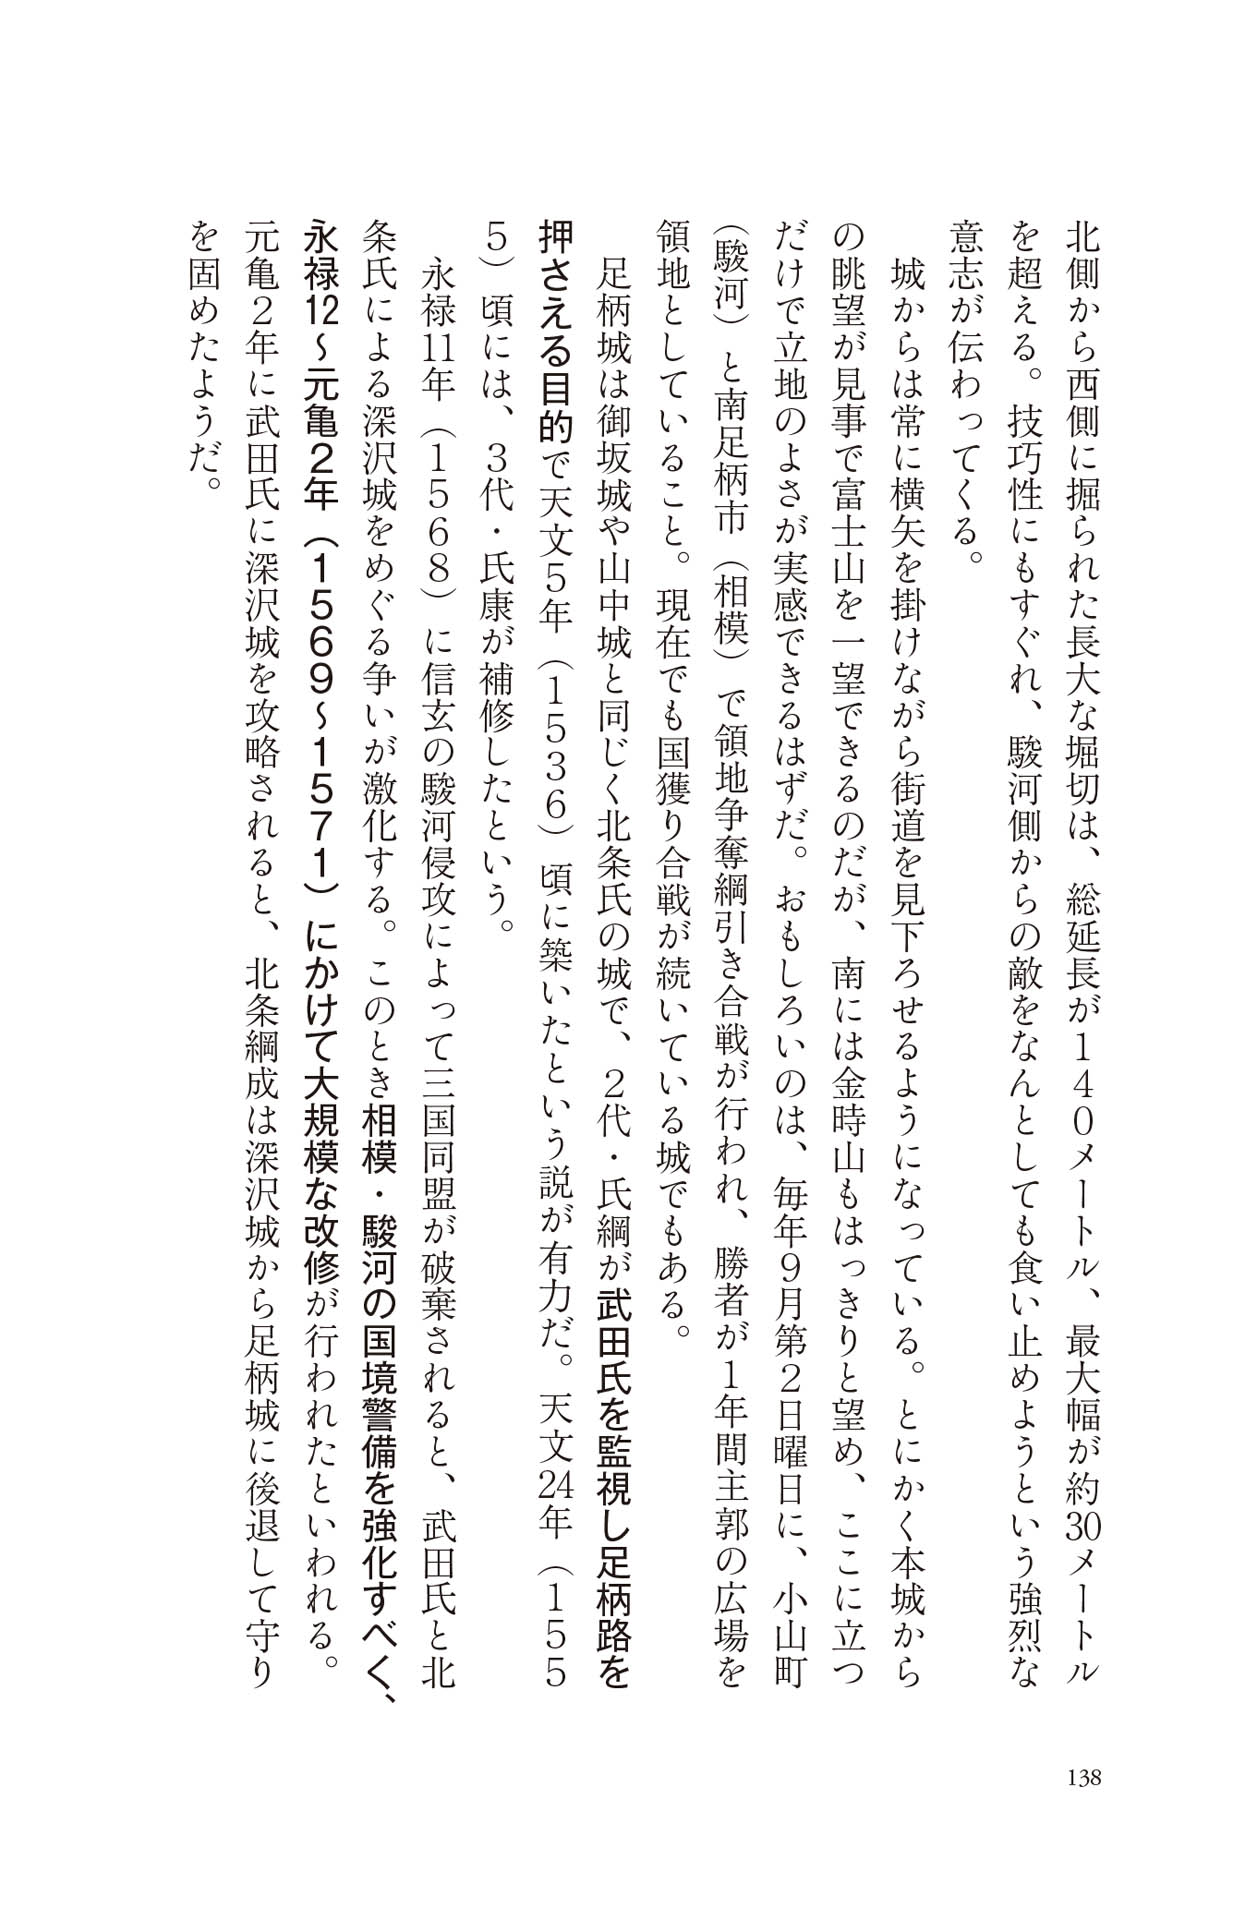 北側から西側に掘られた長大な堀切は、総延長が１４０メートル、最大幅が約30メートル
を超える。技巧性にもすぐれ、駿河側からの敵をなんとしても食い止めようという強烈な
意志が伝わってくる。
　城からは常に横矢を掛けながら街道を見下ろせるようになっている。とにかく本城から
の眺望が見事で富士山を一望できるのだが、南には金時山もはっきりと望め、ここに立つ
だけで立地のよさが実感できるはずだ。おもしろいのは、毎年９月第２日曜日に、小山町
（駿河）と南足柄市（相模）で領地争奪綱引き合戦が行われ、勝者が１年間主郭の広場を
領地としていること。現在でも国獲り合戦が続いている城でもある。
　足柄城は御坂城や山中城と同じく北条氏の城で、２代・氏綱が武田氏を監視し足柄路を
押さえる目的で天文５年（１５３６）頃に築いたという説が有力だ。天文24年（１５５
５）頃には、３代・氏康が補修したという。
　永禄11年（１５６８）に信玄の駿河侵攻によって三国同盟が破棄されると、武田氏と北
条氏による深沢城をめぐる争いが激化する。このとき相模・駿河の国境警備を強化すべく、
永禄12～元亀２年（１５６９～１５７１）にかけて大規模な改修が行われたといわれる。
元亀２年に武田氏に深沢城を攻略されると、北条綱成は深沢城から足柄城に後退して守り
を固めたようだ。
138